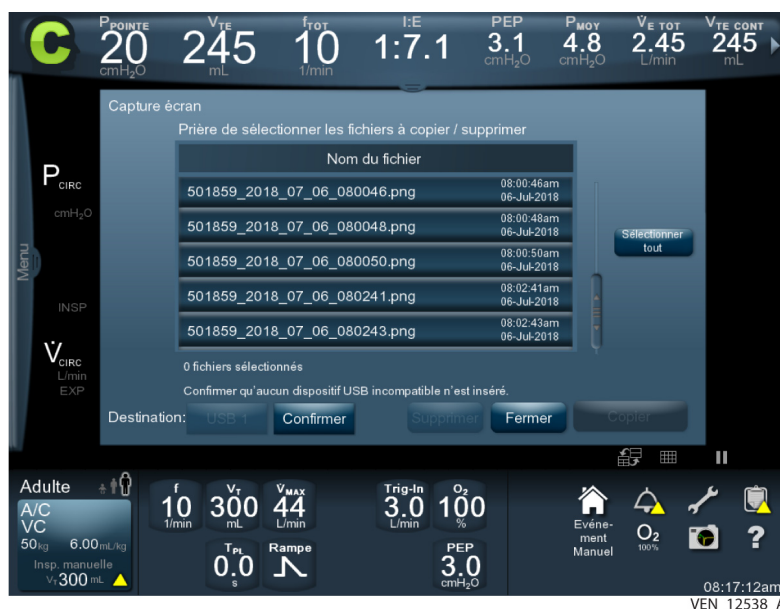 C
PPOINTE VTE fTOT I:E PEP PMOY V̇E TOT VTE CONT
20 245 10 1:7.1 3.1 4.8 2.45 245
cmH2O mL 1/min cmH2O cmH2O L/min mL
Capture écran
Prière de sélectionner les fichiers à copier / supprimer
Nom du fichier
501859_2018_07_06_080046.png 08:00:46am
06-Jul-2018
501859_2018_07_06_080048.png 08:00:48am
06-Jul-2018
501859_2018_07_06_080050.png 08:00:50am
06-Jul-2018
501859_2018_07_06_080241.png 08:02:41am
06-Jul-2018
501859_2018_07_06_080243.png 08:02:43am
06-Jul-2018
Sélectionner
tout
0 fichiers sélectionnés
Confirmer qu'aucun dispositif USB incompatible n'est inséré.
Destination: USB 1 Confirmer Supprimer Fermer Copier
Menu
PCIRC
cmH2O
INSP
V̇CIRC
L/min
EXP
Adulte
A/C
VC
50 kg 6.00 mL/kg
Insp. manuelle
VT 300 mL
f VT V̇MAX Trig-In O2
10 300 44 3.0 100
1/min mL L/min L/min %
TPL Rampe PEP
0.0 3.0
s cmH2O
Evéne-
ment
Manuel
O2
100%
?
08:17:12am
VEN_12538_A